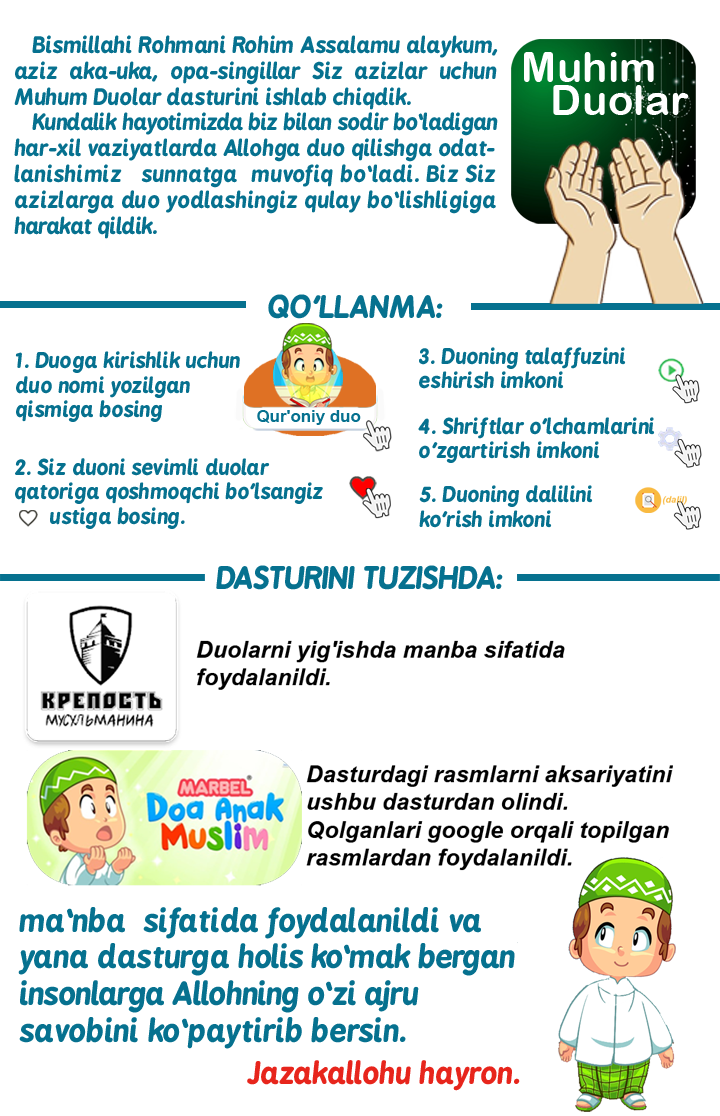 Bismillahi Rohmani Rohim Assalamu alaykum,
aziz aka-uka, opa-singillar Siz azizlar uchun
Muhum Duolar dasturini ishlab chiqdik.
Kundalik hayotimizda biz bilan sodir bo‘ladigan
har-xil vaziyatlarda Allohga duo qilishga odat-
lanishimiz sunnatga muvofiq bo‘ladi. Biz Siz
azizlarga duo yodlashingiz qulay bo‘lishligiga
harakat qildik.
Muhim
Duolar
QO‘LLANMA:
1. Duoga kirishlik uchun
duo nomi yozilgan
qismiga bosing
Qur'oniy duo
2. Siz duoni sevimli duolar
qatoriga qoshmoqchi bo‘lsangiz
ustiga bosing.
3. Duoning talaffuzini
eshirish imkoni
4. Shriftlar o‘lchamlarini
o‘zgartirish imkoni
5. Duoning dalilini
ko‘rish imkoni
(dalil)
DASTURINI TUZISHDA:
КРЕПОСТЬ
МУСУЛЬМАНИНА
Duolarni yig'ishda manba sifatida
foydalanildi.
MARBEL®
Doa Anak
Muslim
Dasturdagi rasmlarni aksariyatini
ushbu dasturdan olindi.
Qolganlari google orqali topilgan
rasmlardan foydalanildi.
ma‘nba sifatida foydalanildi va
yana dasturga holis ko‘mak bergan
insonlarga Allohning o‘zi ajru
savobini ko‘paytirib bersin.
Jazakallohu hayron.